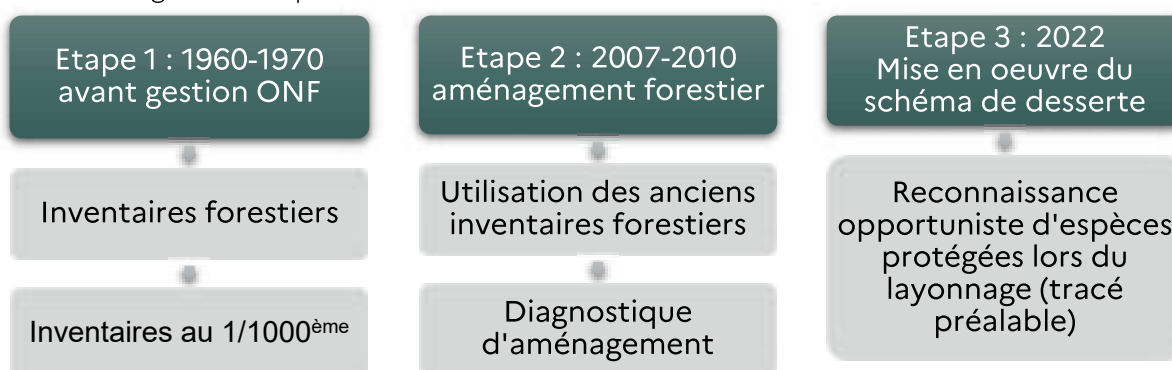 Etape 1 : 1960-1970
avant gestion ONF
Inventaires forestiers
Inventaires au 1/1000ème
Etape 2 : 2007-2010
aménagement forestier
Utilisation des anciens
inventaires forestiers
Diagnostique
d'aménagement
Etape 3 : 2022
Mise en oeuvre du
schéma de desserte
Reconnaissance
opportuniste d'espèces
protégées lors du
layonnage (tracé
préalable)